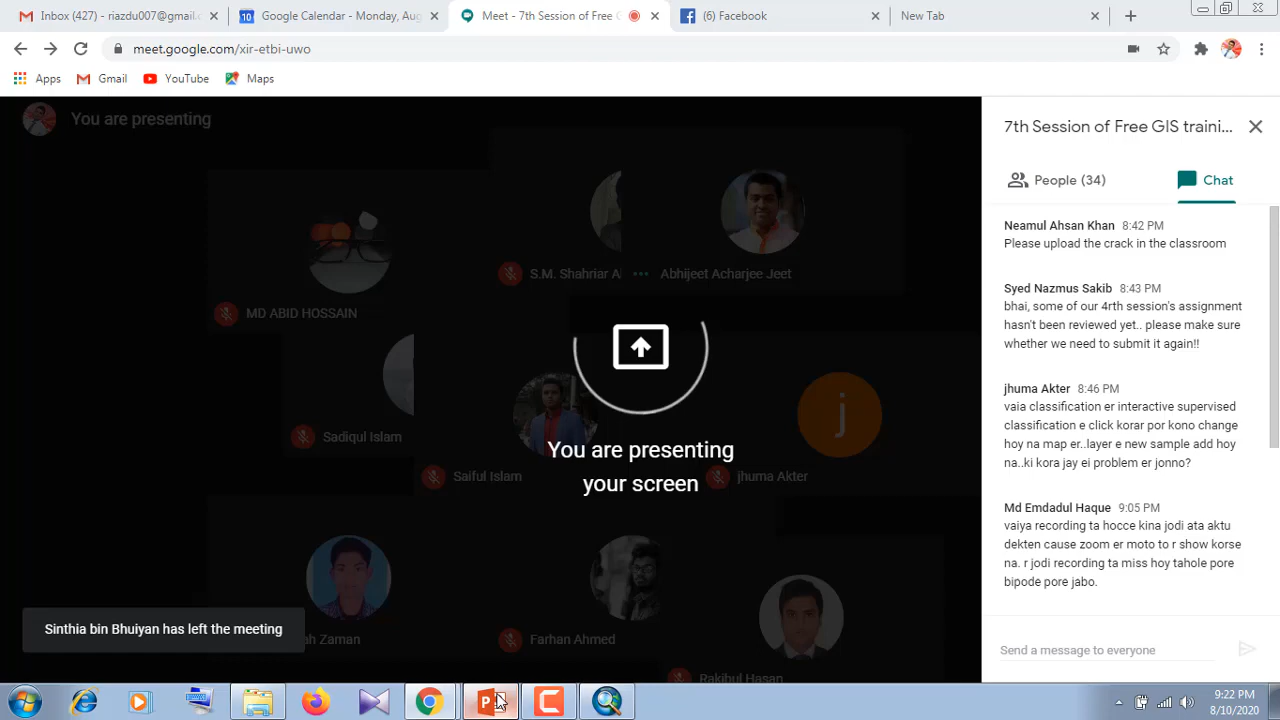 Inbox (427) - riazdu007@gmail.c
Google Calendar - Monday, Aug
Meet - 7th Session of Free G
(6) Facebook
New Tab
meet.google.com/xir-etbi-uwo
Apps
Gmail
YouTube
Maps
You are presenting
7th Session of Free GIS traini...
People (34)
Chat
MD ABID HOSSAIN
S.M. Shahriar A
Abhijeet Acharjee Jeet
Sadiqul Islam
Saiful Islam
j
jhuma Akter
You are presenting
your screen
Sinthia bin Bhuiyan has left the meeting
ah Zaman
Farhan Ahmed
Rakibul Hasan
Neamul Ahsan Khan 8:42 PM
Please upload the crack in the classroom
Syed Nazmus Sakib 8:43 PM
bhai, some of our 4rth session's assignment
hasn't been reviewed yet.. please make sure
whether we need to submit it again!!
jhuma Akter 8:46 PM
vaia classification er interactive supervised
classification e click korar por kono change
hoy na map er..layer e new sample add hoy
na..ki kora jay ei problem er jonno?
Md Emdadul Haque 9:05 PM
vaiya recording ta hocce kina jodi ata aktu
dekten cause zoom er moto to r show korse
na. r jodi recording ta miss hoy tahole pore
bipode pore jabo.
Send a message to everyone
9:22 PM
8/10/2020